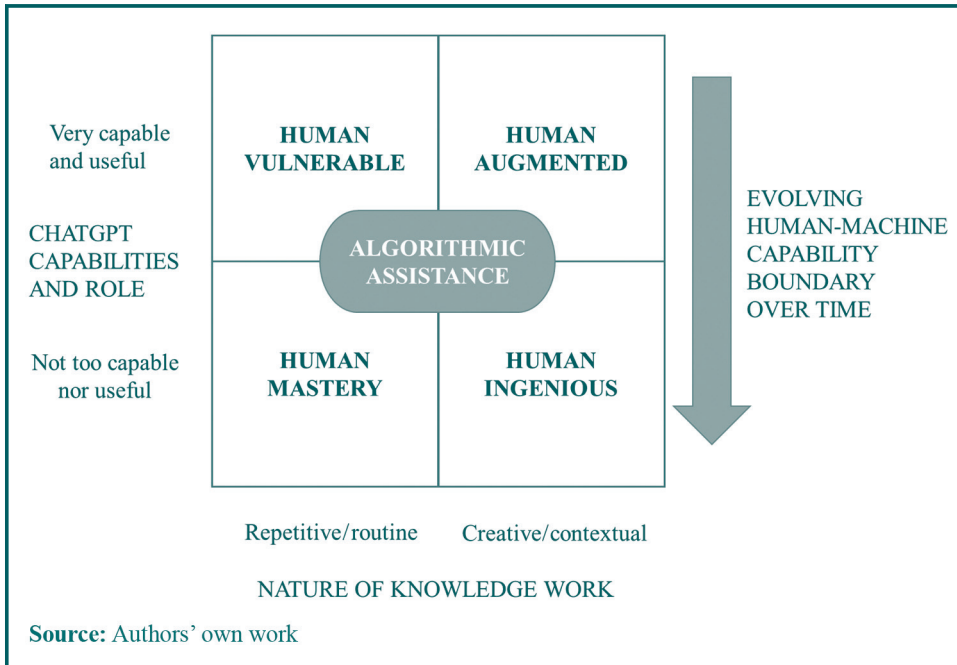 Very capable
and useful
HUMAN
VULNERABLE
HUMAN
AUGMENTED
CHATGPT
CAPABILITIES
AND ROLE
ALGORITHMIC
ASSISTANCE
EVOLVING
HUMAN-MACHINE
CAPABILITY
BOUNDARY
OVER TIME
Not too capable
nor useful
HUMAN
MASTERY
HUMAN
INGENIOUS
Repetitive/routine
Creative/contextual
NATURE OF KNOWLEDGE WORK
Source: Authors’ own work